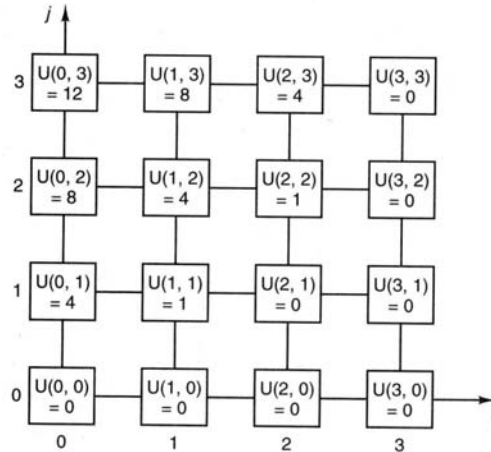 j
3
U(0, 3)
= 12
U(1, 3)
= 8
U(2, 3)
= 4
U(3, 3)
= 0
2
U(0, 2)
= 8
U(1, 2)
= 4
U(2, 2)
= 1
U(3, 2)
= 0
1
U(0, 1)
= 4
U(1, 1)
= 1
U(2, 1)
= 0
U(3, 1)
= 0
0
U(0, 0)
= 0
U(1, 0)
= 0
U(2, 0)
= 0
U(3, 0)
= 0
0 1 2 3